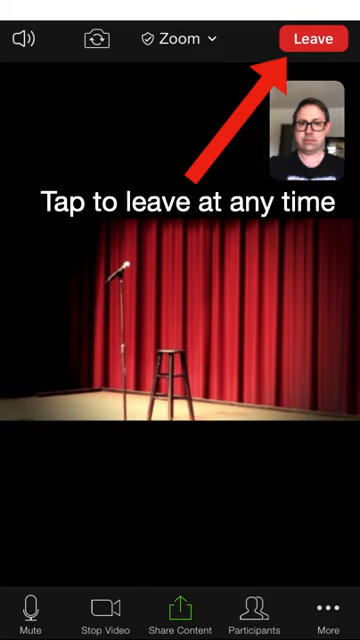 Zoom
Leave
Tap to leave at any time
Mute
Stop Video
Share Content
Participants
More